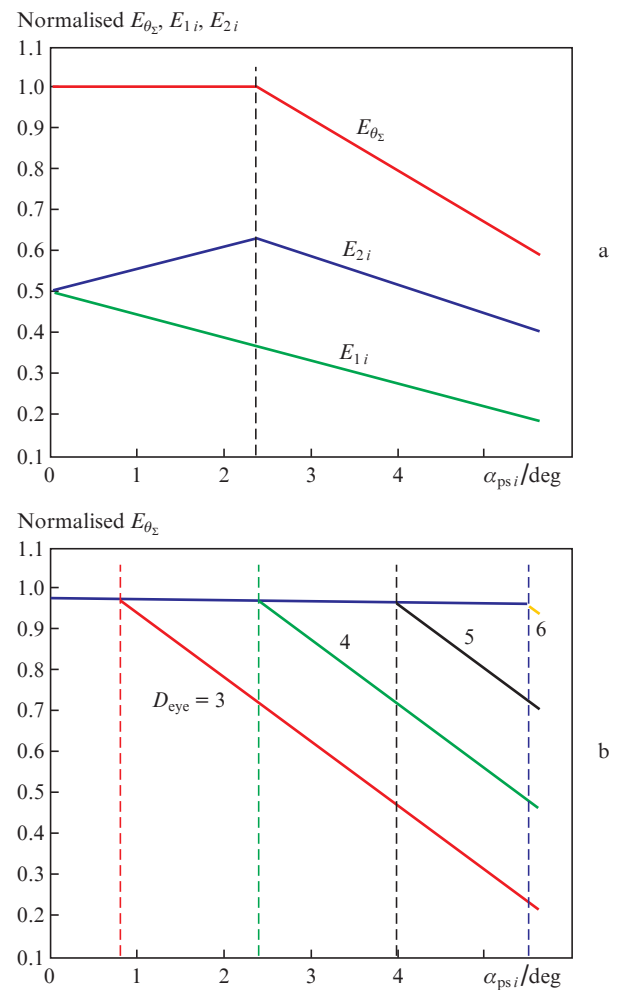 Normalised E_θΣ, E_1i, E_2i
1.1
1.0
0.9
0.8
0.7
0.6
0.5
0.4
0.3
0.2
0.1
E_θΣ
E_2i
E_1i
a
0 1 2 3 4 α_psi/deg
Normalised E_θΣ
1.1
1.0
0.9
0.8
0.7
0.6
0.5
0.4
0.3
0.2
0.1
D_eye = 3
4
5
6
b
0 1 2 3 4 α_psi/deg